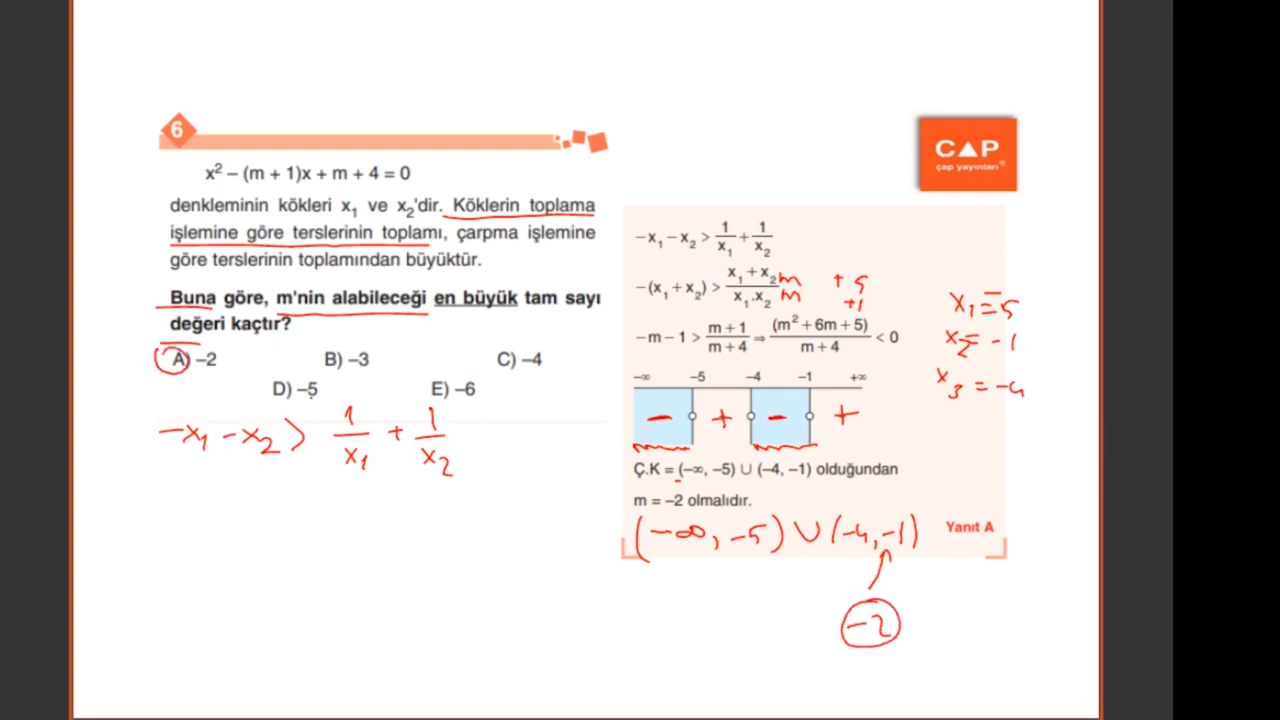 6
x² – (m + 1)x + m + 4 = 0
denkleminin kökleri x₁ ve x₂'dir. Köklerin toplama
işlemine göre terslerinin toplamı, çarpma işlemine
göre terslerinin toplamından büyüktür.
Buna göre, m'nin alabileceği en büyük tam sayı
değeri kaçtır?
A) –2 B) –3 C) –4
D) –5 E) –6
-x₁ - x₂ > 1/x₁ + 1/x₂
CAP
çap yayınları
–x₁ – x₂ > 1/x₁ + 1/x₂
–(x₁ + x₂) > (x₁ + x₂)/(x₁.x₂)
m +5
m +1
–m – 1 > (m + 1)/(m + 4) ⇒ (m² + 6m + 5)/(m + 4) < 0
x₁ = -5
x₂ = -1
x₃ = -4
–∞ –5 –4 –1 +∞
- + - +
Ç.K = (–∞, –5) ∪ (–4, –1) olduğundan
m = –2 olmalıdır.
Yanıt A
(-∞, -5) ∪ (-4, -1)
-2